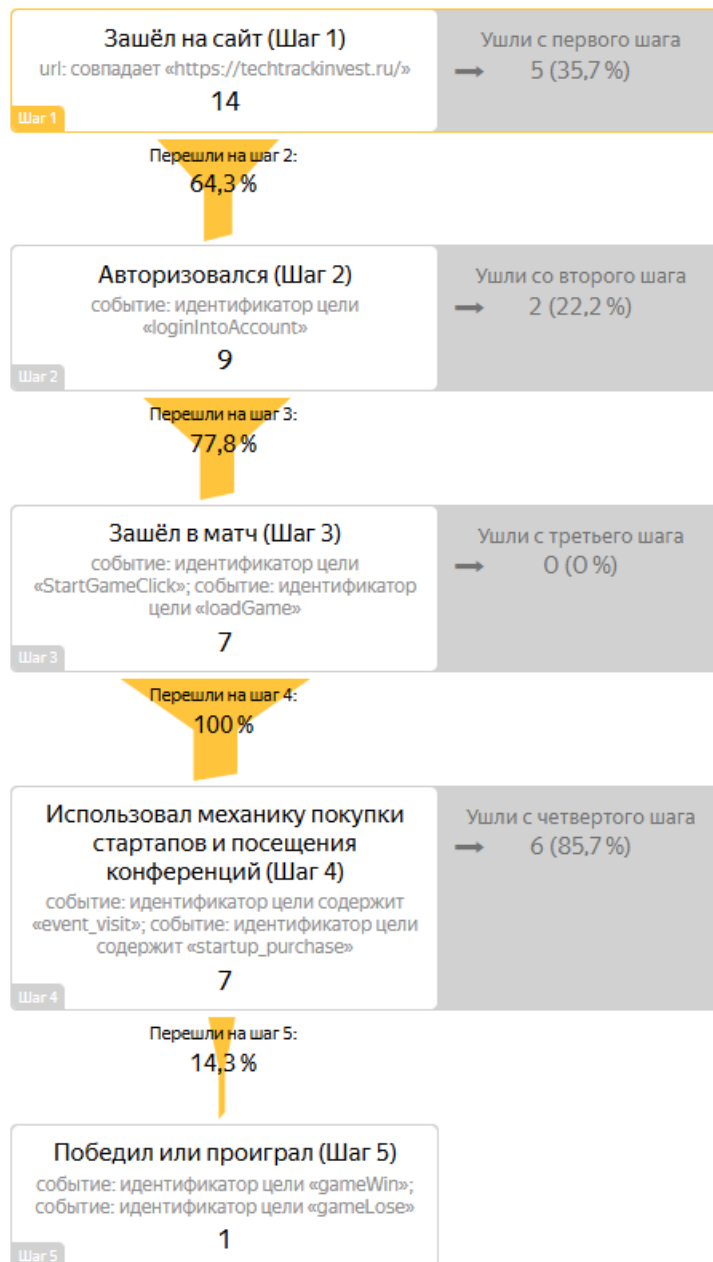 Зашёл на сайт (Шаг 1)
url: совпадает «https://techtrackinvest.ru/»
14
Шаг 1
Ушли с первого шага
5 (35,7 %)
Перешли на шаг 2:
64,3 %
Авторизовался (Шаг 2)
событие: идентификатор цели
«loginIntoAccount»
9
Шаг 2
Ушли со второго шага
2 (22,2 %)
Перешли на шаг 3:
77,8 %
Зашёл в матч (Шаг 3)
событие: идентификатор цели
«StartGameClick»; событие: идентификатор
цели «loadGame»
7
Шаг 3
Ушли с третьего шага
0 (0 %)
Перешли на шаг 4:
100 %
Использовал механику покупки
стартапов и посещения
конференций (Шаг 4)
событие: идентификатор цели содержит
«event_visit»; событие: идентификатор цели
содержит «startup_purchase»
7
Шаг 4
Ушли с четвертого шага
6 (85,7 %)
Перешли на шаг 5:
14,3 %
Победил или проиграл (Шаг 5)
событие: идентификатор цели «gameWin»;
событие: идентификатор цели «gameLose»
1
Шаг 5